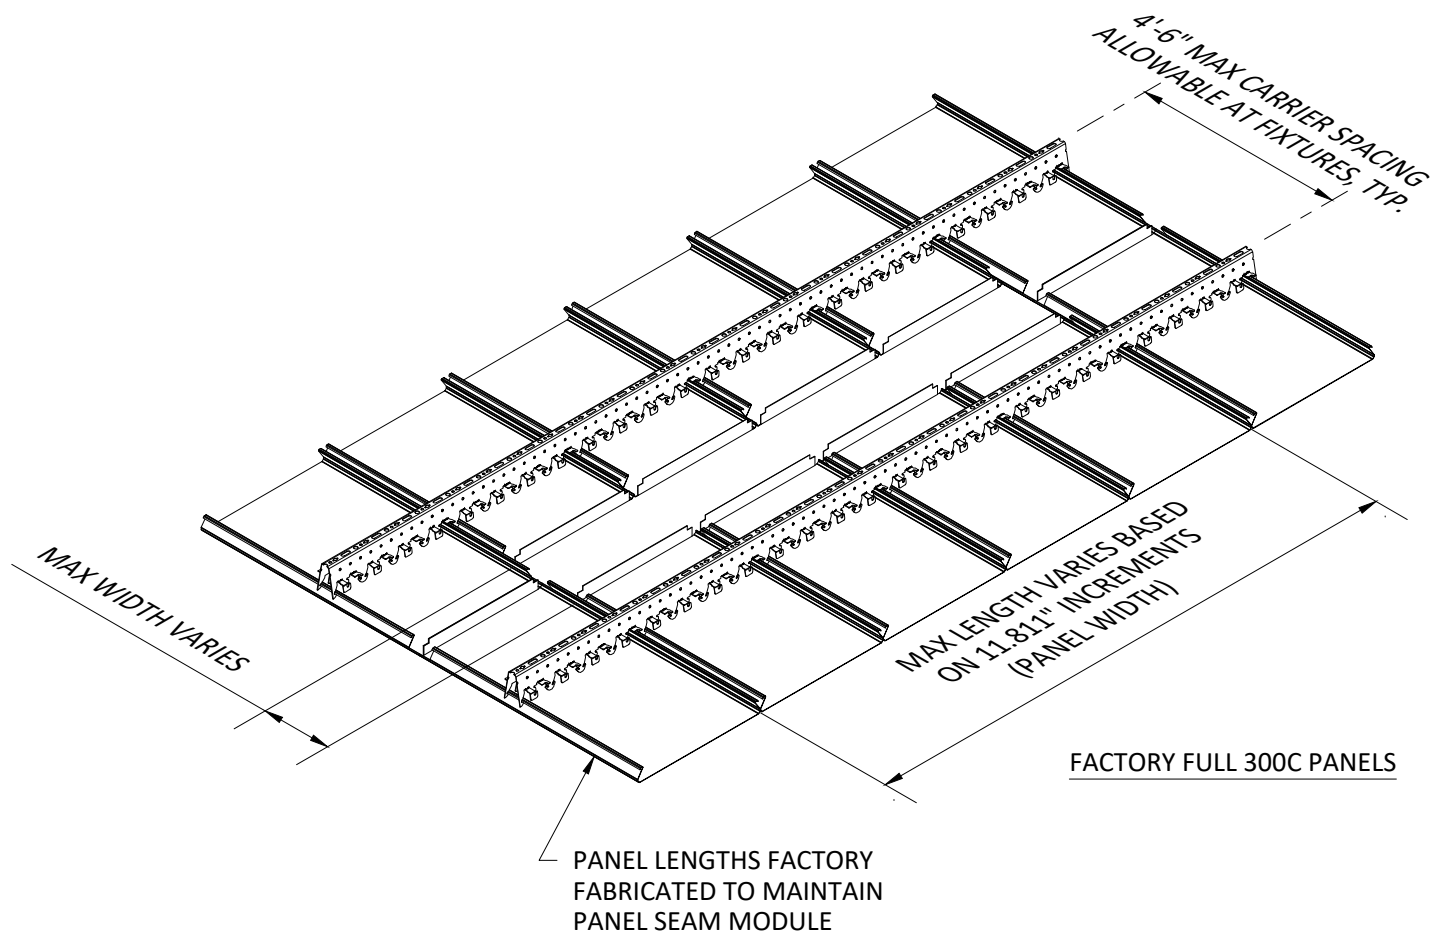 4'-6" MAX CARRIER SPACING
ALLOWABLE AT FIXTURES, TYP.
MAX WIDTH VARIES
MAX LENGTH VARIES BASED
ON 11.811" INCREMENTS
(PANEL WIDTH)
FACTORY FULL 300C PANELS
PANEL LENGTHS FACTORY
FABRICATED TO MAINTAIN
PANEL SEAM MODULE